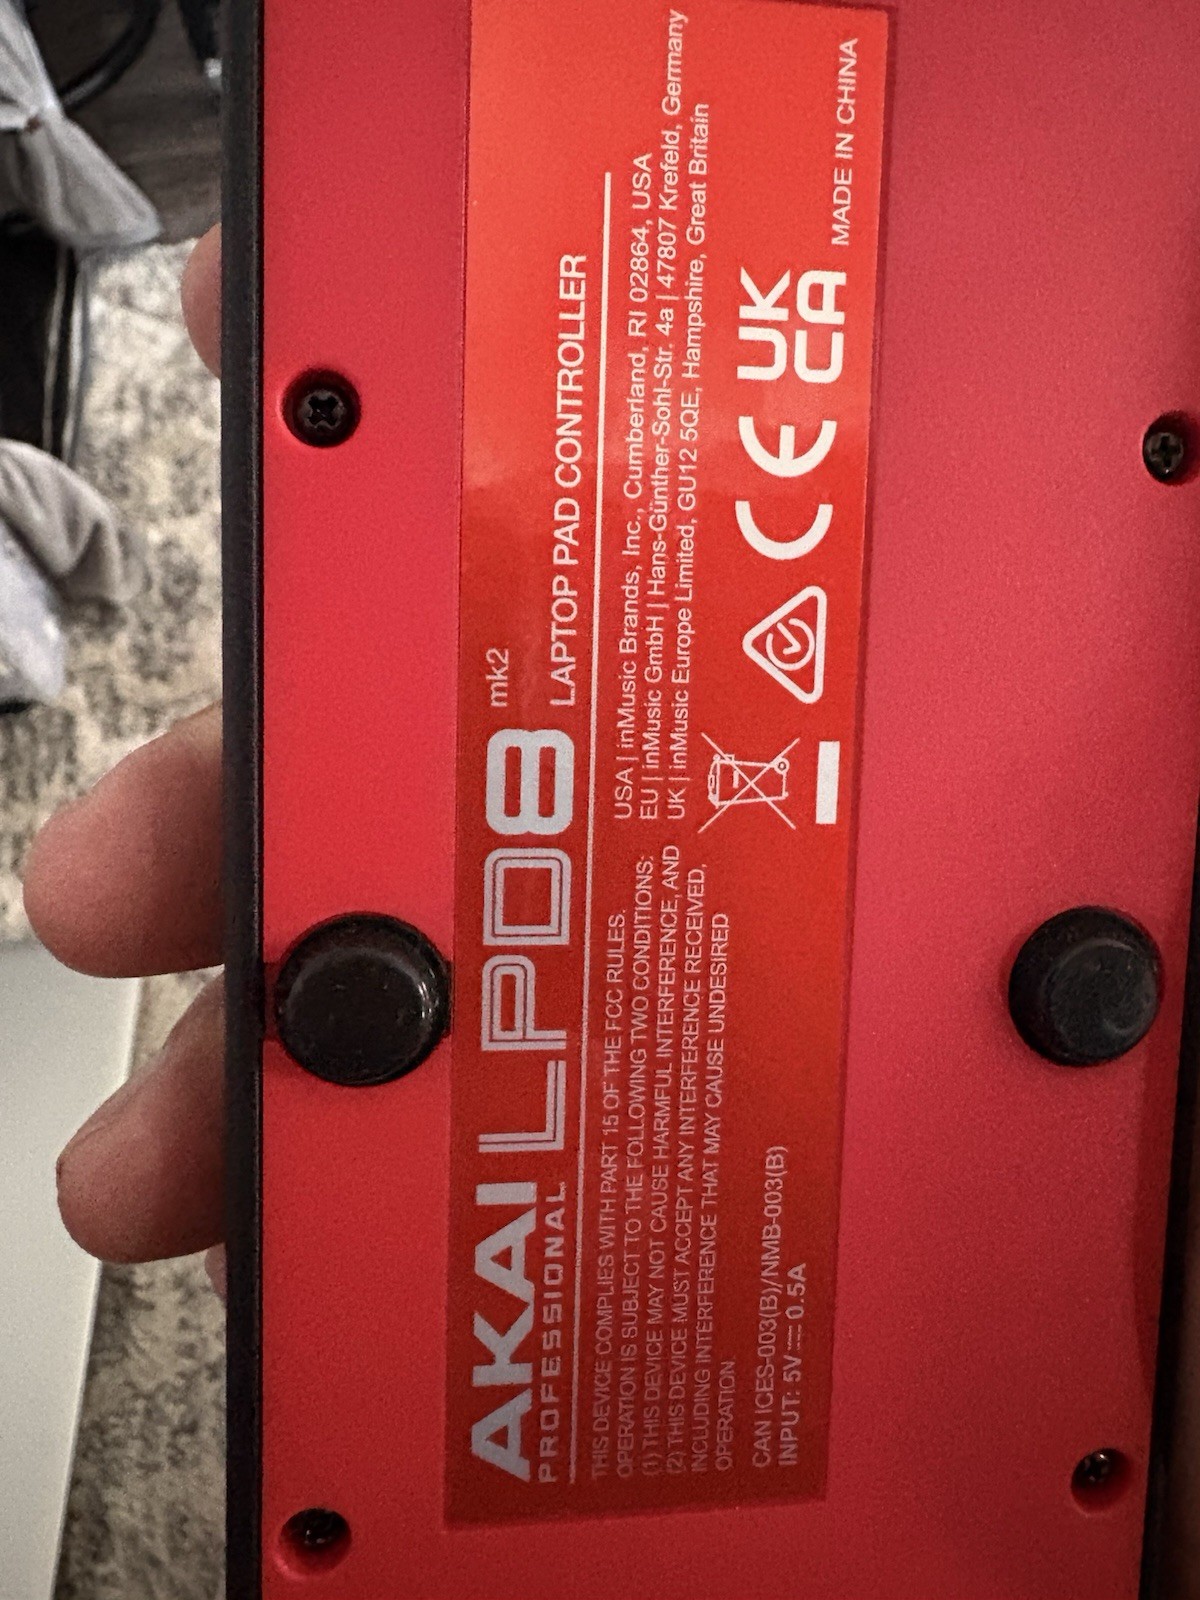 AKAI
PROFESSIONAL
LPD8 mk2
LAPTOP PAD CONTROLLER
THIS DEVICE COMPLIES WITH PART 15 OF THE FCC RULES.
OPERATION IS SUBJECT TO THE FOLLOWING TWO CONDITIONS:
(1) THIS DEVICE MAY NOT CAUSE HARMFUL INTERFERENCE, AND
(2) THIS DEVICE MUST ACCEPT ANY INTERFERENCE RECEIVED,
INCLUDING INTERFERENCE THAT MAY CAUSE UNDESIRED
OPERATION
CAN ICES-003(B)/NMB-003(B)
INPUT: 5V ⎓ 0.5A
USA | inMusic Brands, Inc., Cumberland, RI 02864, USA
EU | inMusic GmbH | Hans-Günther-Sohl-Str. 4a | 47807 Krefeld, Germany
UK | inMusic Europe Limited, GU12 5QE, Hampshire, Great Britain
CE
UK
CA
MADE IN CHINA